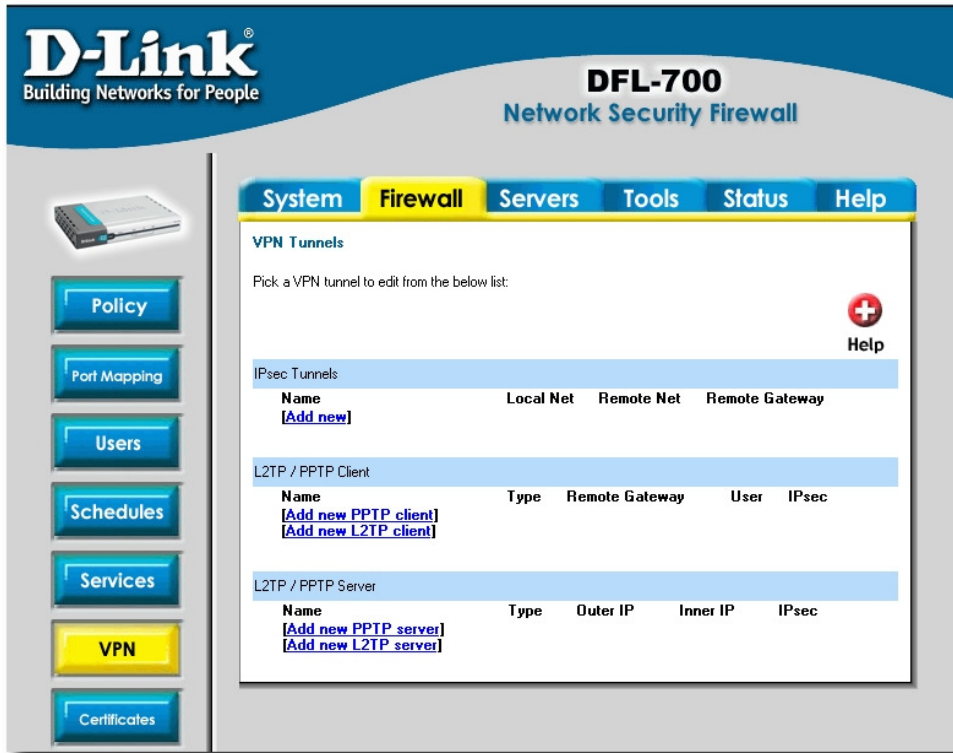 D-Link®
Building Networks for People
DFL-700
Network Security Firewall
System Firewall Servers Tools Status Help
Policy
Port Mapping
Users
Schedules
Services
VPN
Certificates
VPN Tunnels
Pick a VPN tunnel to edit from the below list:
Help
IPsec Tunnels
Name Local Net Remote Net Remote Gateway
[Add new]
L2TP / PPTP Client
Name Type Remote Gateway User IPsec
[Add new PPTP client]
[Add new L2TP client]
L2TP / PPTP Server
Name Type Outer IP Inner IP IPsec
[Add new PPTP server]
[Add new L2TP server]